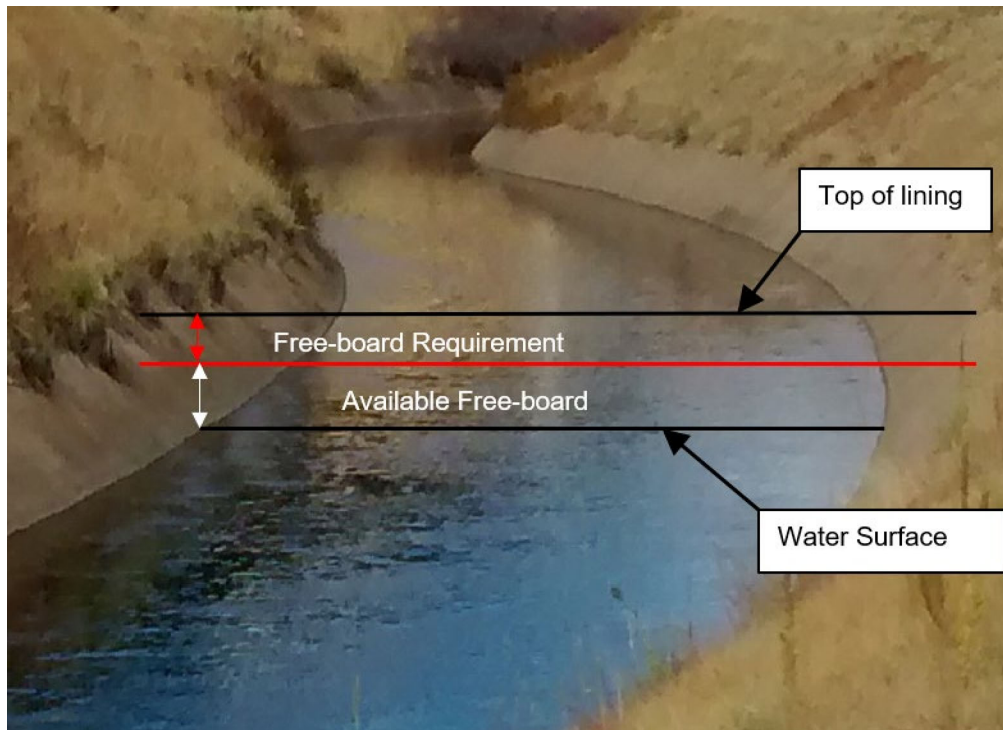 Top of lining
Free-board Requirement
Available Free-board
Water Surface